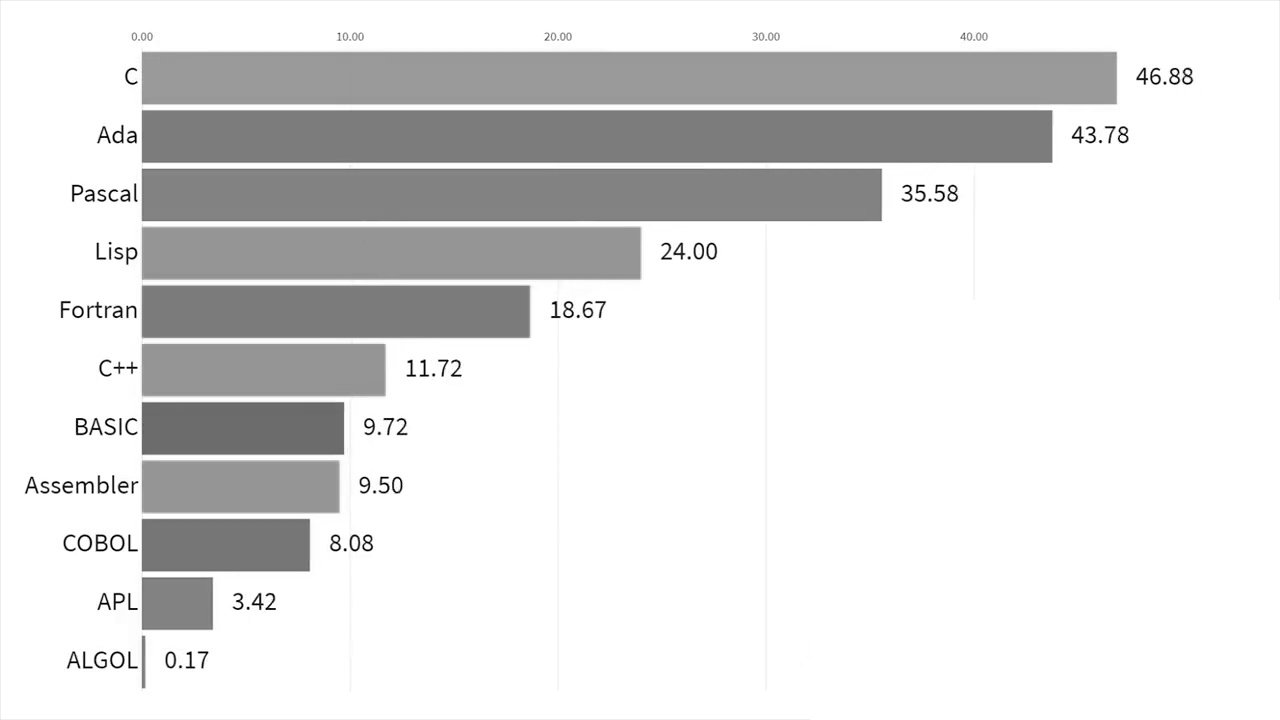 0.00 10.00 20.00 30.00 40.00
C 46.88
Ada 43.78
Pascal 35.58
Lisp 24.00
Fortran 18.67
C++ 11.72
BASIC 9.72
Assembler 9.50
COBOL 8.08
APL 3.42
ALGOL 0.17